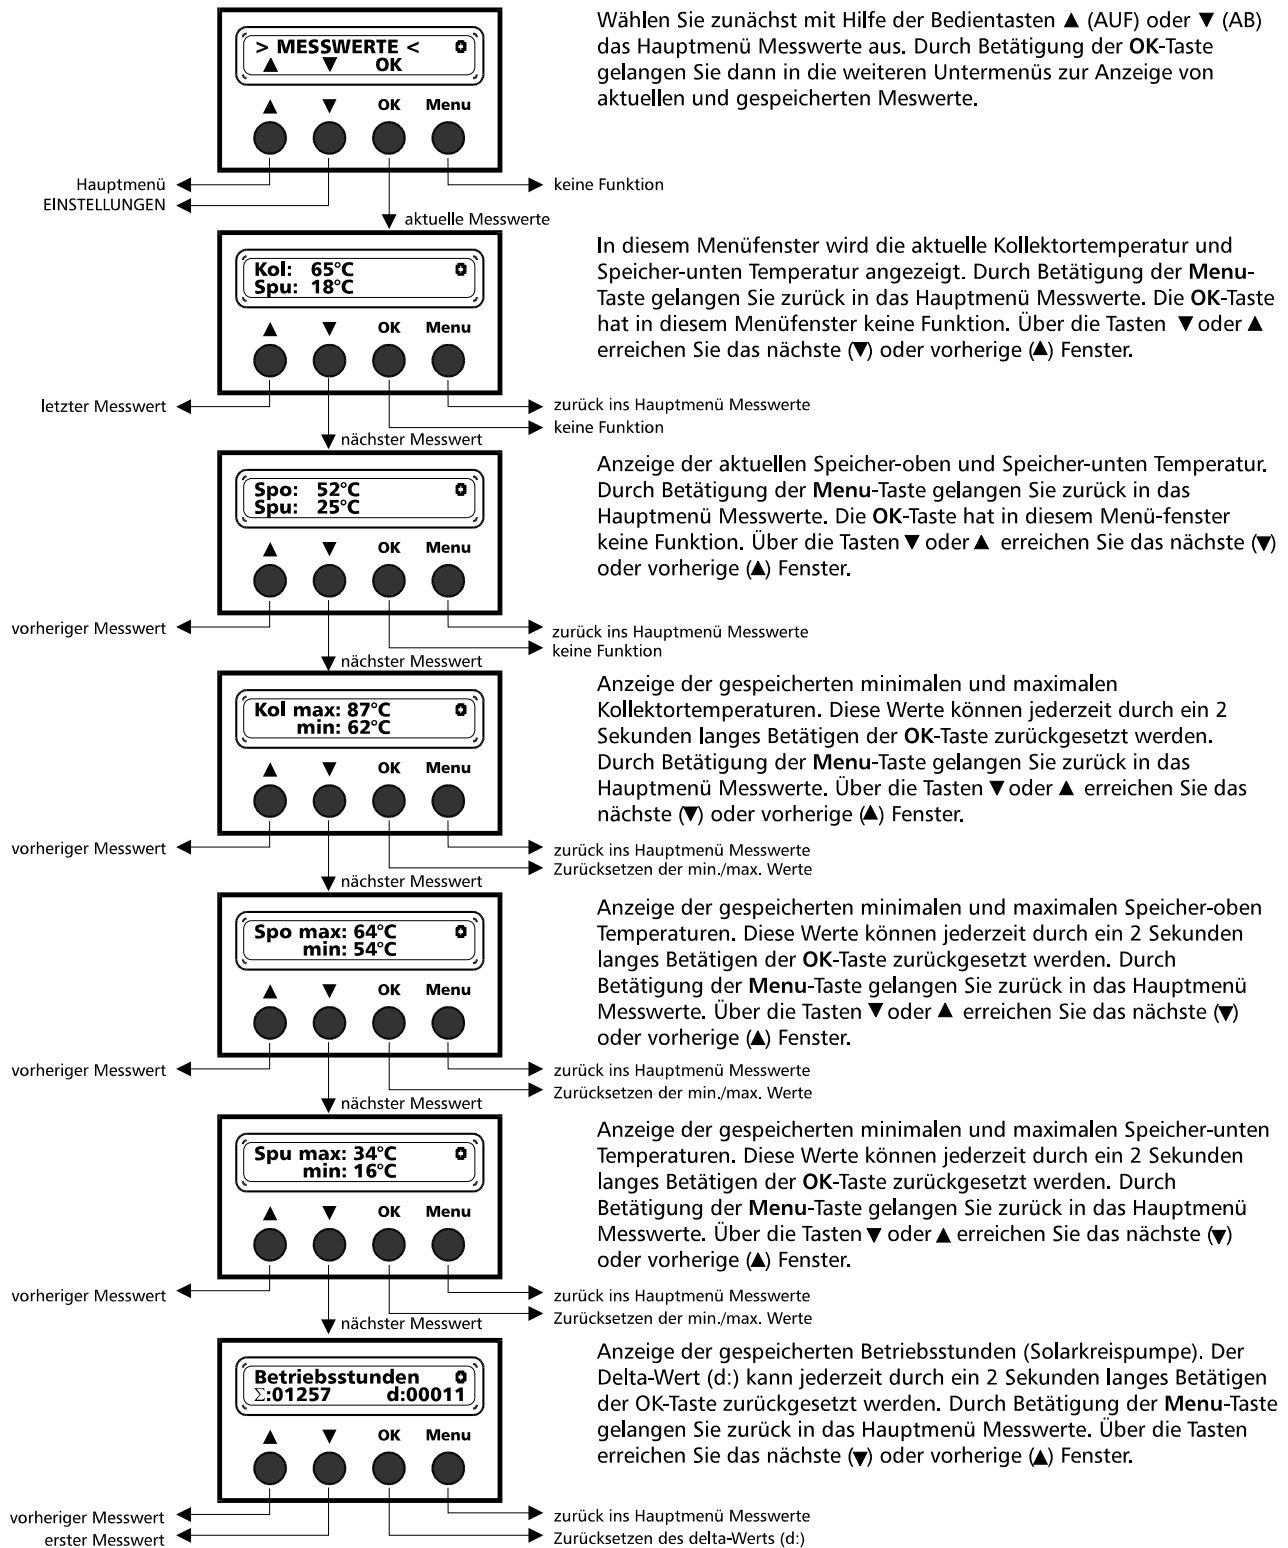 > MESSWERTE <
▲ ▼ OK
▲ ▼ OK Menu
Hauptmenü
EINSTELLUNGEN
keine Funktion
aktuelle Messwerte
Wählen Sie zunächst mit Hilfe der Bedientasten ▲ (AUF) oder ▼ (AB)
das Hauptmenü Messwerte aus. Durch Betätigung der OK-Taste
gelangen Sie dann in die weiteren Untermenüs zur Anzeige von
aktuellen und gespeicherten Meswerte.
Kol: 65°C
Spu: 18°C
▲ ▼ OK Menu
letzter Messwert
zurück ins Hauptmenü Messwerte
keine Funktion
nächster Messwert
In diesem Menüfenster wird die aktuelle Kollektortemperatur und
Speicher-unten Temperatur angezeigt. Durch Betätigung der Menu-
Taste gelangen Sie zurück in das Hauptmenü Messwerte. Die OK-Taste
hat in diesem Menüfenster keine Funktion. Über die Tasten ▼ oder ▲
erreichen Sie das nächste (▼) oder vorherige (▲) Fenster.
Spo: 52°C
Spu: 25°C
▲ ▼ OK Menu
vorheriger Messwert
zurück ins Hauptmenü Messwerte
keine Funktion
nächster Messwert
Anzeige der aktuellen Speicher-oben und Speicher-unten Temperatur.
Durch Betätigung der Menu-Taste gelangen Sie zurück in das
Hauptmenü Messwerte. Die OK-Taste hat in diesem Menü-fenster
keine Funktion. Über die Tasten ▼ oder ▲ erreichen Sie das nächste (▼)
oder vorherige (▲) Fenster.
Kol max: 87°C
min: 62°C
▲ ▼ OK Menu
vorheriger Messwert
zurück ins Hauptmenü Messwerte
Zurücksetzen der min./max. Werte
nächster Messwert
Anzeige der gespeicherten minimalen und maximalen
Kollektortemperaturen. Diese Werte können jederzeit durch ein 2
Sekunden langes Betätigen der OK-Taste zurückgesetzt werden.
Durch Betätigung der Menu-Taste gelangen Sie zurück in das
Hauptmenü Messwerte. Über die Tasten ▼ oder ▲ erreichen Sie das
nächste (▼) oder vorherige (▲) Fenster.
Spo max: 64°C
min: 54°C
▲ ▼ OK Menu
vorheriger Messwert
zurück ins Hauptmenü Messwerte
Zurücksetzen der min./max. Werte
nächster Messwert
Anzeige der gespeicherten minimalen und maximalen Speicher-oben
Temperaturen. Diese Werte können jederzeit durch ein 2 Sekunden
langes Betätigen der OK-Taste zurückgesetzt werden. Durch
Betätigung der Menu-Taste gelangen Sie zurück in das Hauptmenü
Messwerte. Über die Tasten ▼ oder ▲ erreichen Sie das nächste (▼)
oder vorherige (▲) Fenster.
Spu max: 34°C
min: 16°C
▲ ▼ OK Menu
vorheriger Messwert
zurück ins Hauptmenü Messwerte
Zurücksetzen der min./max. Werte
nächster Messwert
Anzeige der gespeicherten minimalen und maximalen Speicher-unten
Temperaturen. Diese Werte können jederzeit durch ein 2 Sekunden
langes Betätigen der OK-Taste zurückgesetzt werden. Durch
Betätigung der Menu-Taste gelangen Sie zurück in das Hauptmenü
Messwerte. Über die Tasten ▼ oder ▲ erreichen Sie das nächste (▼)
oder vorherige (▲) Fenster.
Betriebsstunden
Σ:01257 d:00011
▲ ▼ OK Menu
vorheriger Messwert
erster Messwert
zurück ins Hauptmenü Messwerte
Zurücksetzen des delta-Werts (d:)
Anzeige der gespeicherten Betriebsstunden (Solarkreispumpe). Der
Delta-Wert (d:) kann jederzeit durch ein 2 Sekunden langes Betätigen
der OK-Taste zurückgesetzt werden. Durch Betätigung der Menu-Taste
gelangen Sie zurück in das Hauptmenü Messwerte. Über die Tasten
erreichen Sie das nächste (▼) oder vorherige (▲) Fenster.